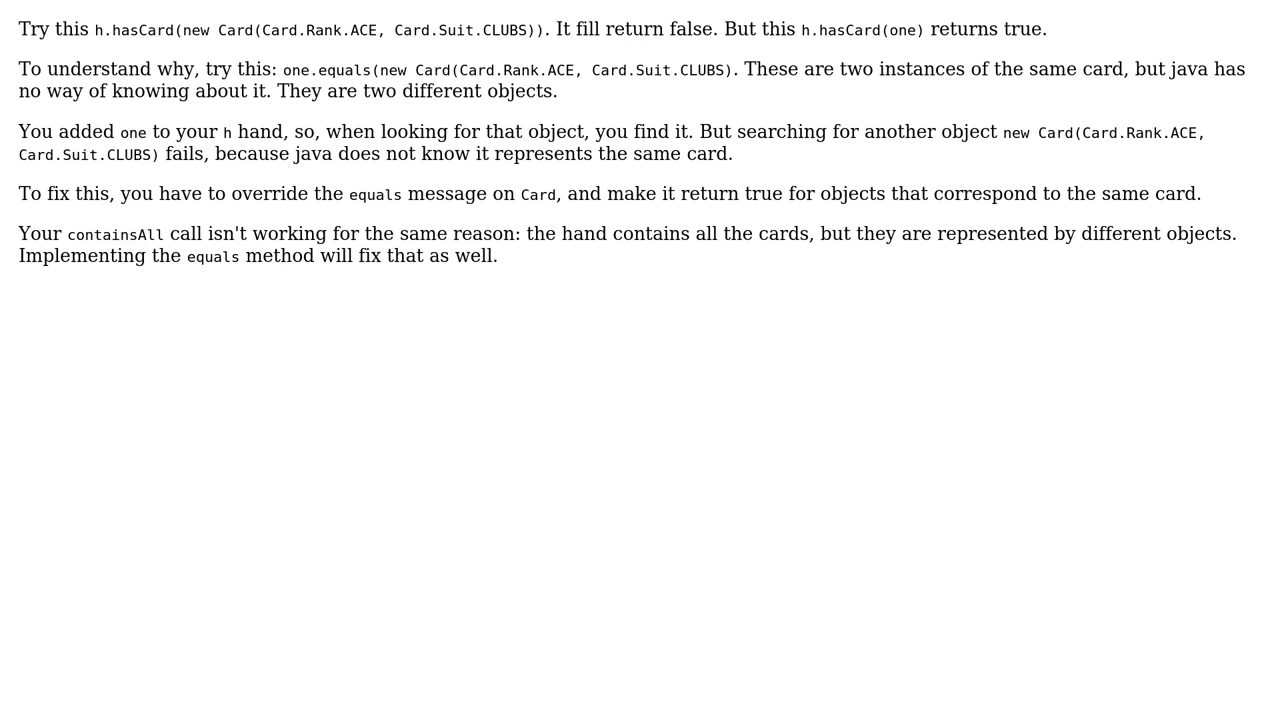 Try this h.hasCard(new Card(Card.Rank.ACE, Card.Suit.CLUBS)). It fill return false. But this h.hasCard(one) returns true.
To understand why, try this: one.equals(new Card(Card.Rank.ACE, Card.Suit.CLUBS). These are two instances of the same card, but java has
no way of knowing about it. They are two different objects.
You added one to your h hand, so, when looking for that object, you find it. But searching for another object new Card(Card.Rank.ACE,
Card.Suit.CLUBS) fails, because java does not know it represents the same card.
To fix this, you have to override the equals message on Card, and make it return true for objects that correspond to the same card.
Your containsAll call isn't working for the same reason: the hand contains all the cards, but they are represented by different objects.
Implementing the equals method will fix that as well.